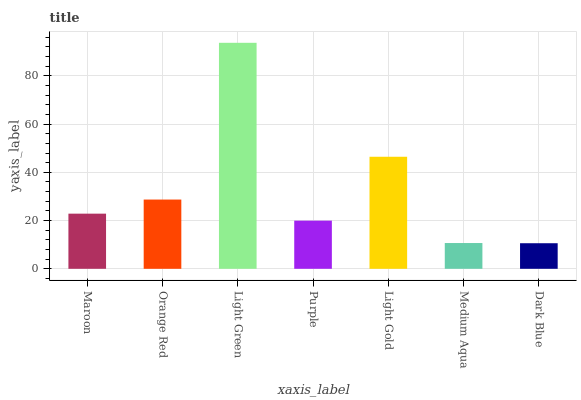 title
yaxis_label
80
60
40
20
0
Maroon
Orange Red
Light Green
Purple
Light Gold
Medium Aqua
Dark Blue
xaxis_label